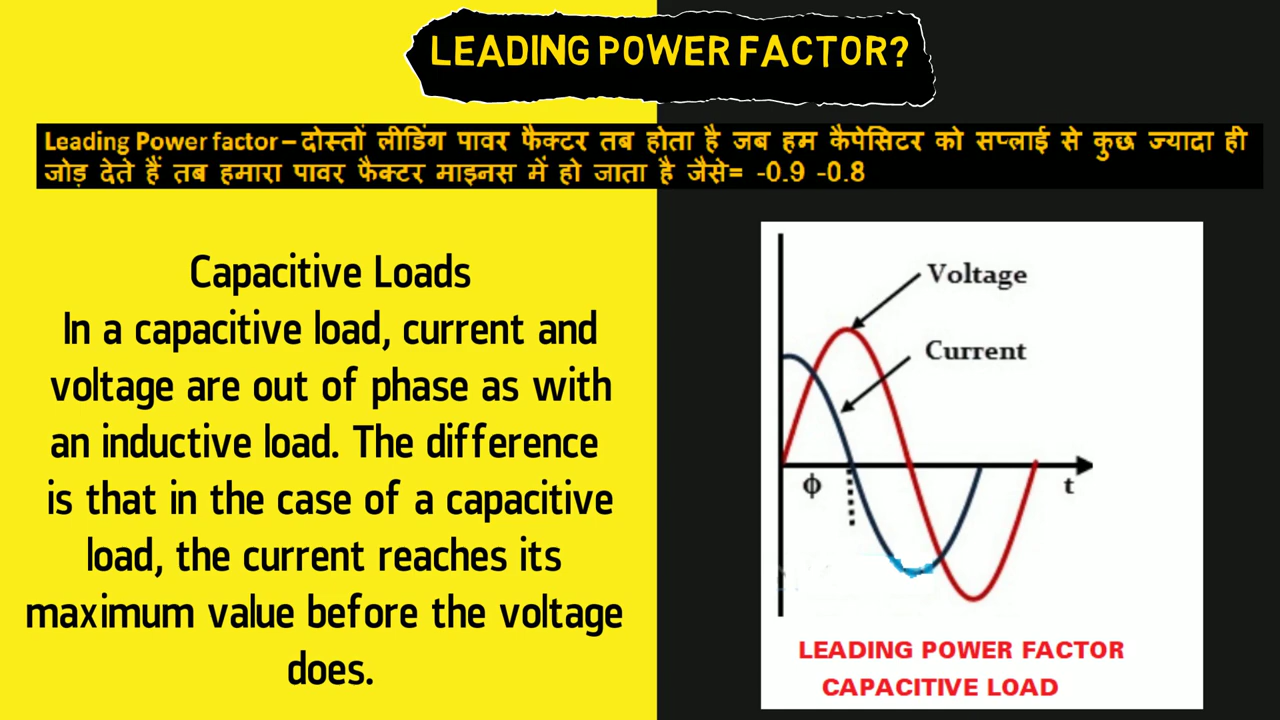 LEADING POWER FACTOR?
Leading Power factor – दोस्तों लीडिंग पावर फैक्टर तब होता है जब हम कैपेसिटर को सप्लाई से कुछ ज्यादा ही
जोड़ देते हैं तब हमारा पावर फैक्टर माइनस में हो जाता है जैसे= -0.9 -0.8
Capacitive Loads
In a capacitive load, current and
voltage are out of phase as with
an inductive load. The difference
is that in the case of a capacitive
load, the current reaches its
maximum value before the voltage
does.
Voltage
Current
ϕ
t
LEADING POWER FACTOR
CAPACITIVE LOAD